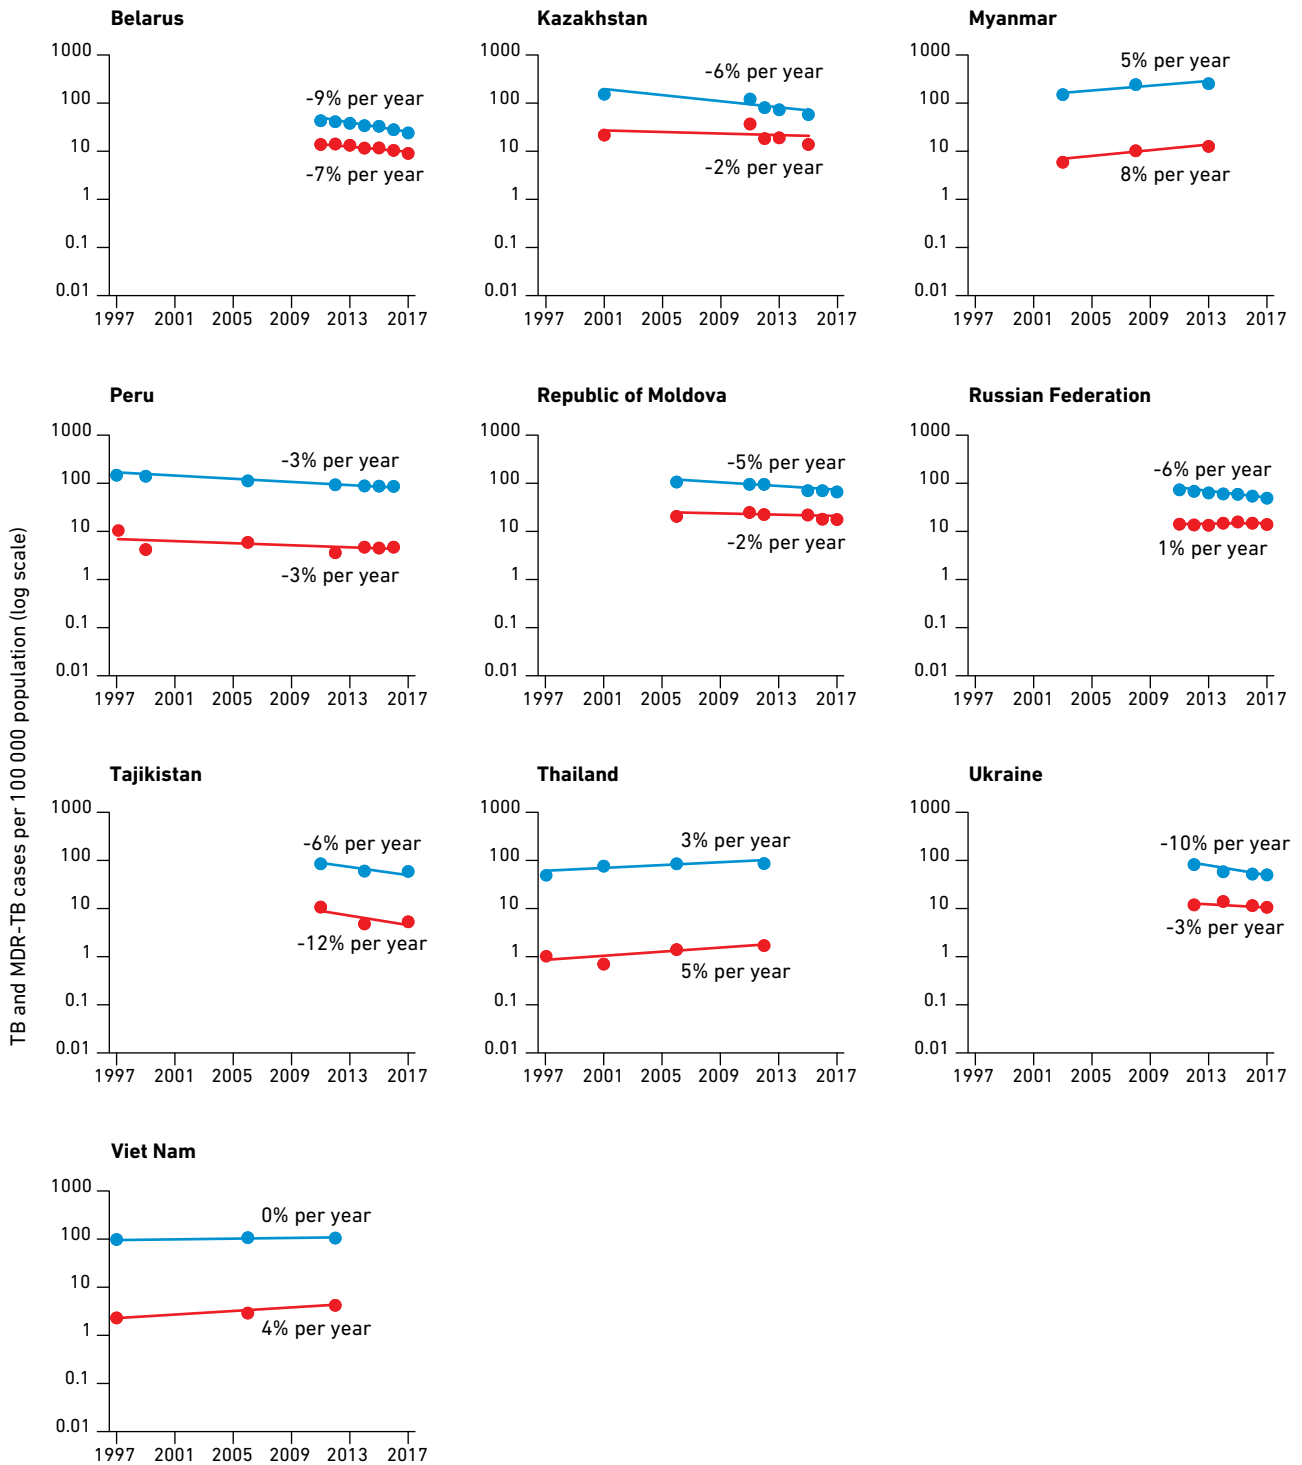 TB and MDR-TB cases per 100 000 population (log scale)
Belarus
1000
100
10
1
0.1
0.01
-9% per year
-7% per year
1997 2001 2005 2009 2013 2017
Kazakhstan
1000
100
10
1
0.1
0.01
-6% per year
-2% per year
1997 2001 2005 2009 2013 2017
Myanmar
1000
100
10
1
0.1
0.01
5% per year
8% per year
1997 2001 2005 2009 2013 2017
Peru
1000
100
10
1
0.1
0.01
-3% per year
-3% per year
1997 2001 2005 2009 2013 2017
Republic of Moldova
1000
100
10
1
0.1
0.01
-5% per year
-2% per year
1997 2001 2005 2009 2013 2017
Russian Federation
1000
100
10
1
0.1
0.01
-6% per year
1% per year
1997 2001 2005 2009 2013 2017
Tajikistan
1000
100
10
1
0.1
0.01
-6% per year
-12% per year
1997 2001 2005 2009 2013 2017
Thailand
1000
100
10
1
0.1
0.01
3% per year
5% per year
1997 2001 2005 2009 2013 2017
Ukraine
1000
100
10
1
0.1
0.01
-10% per year
-3% per year
1997 2001 2005 2009 2013 2017
Viet Nam
1000
100
10
1
0.1
0.01
0% per year
4% per year
1997 2001 2005 2009 2013 2017